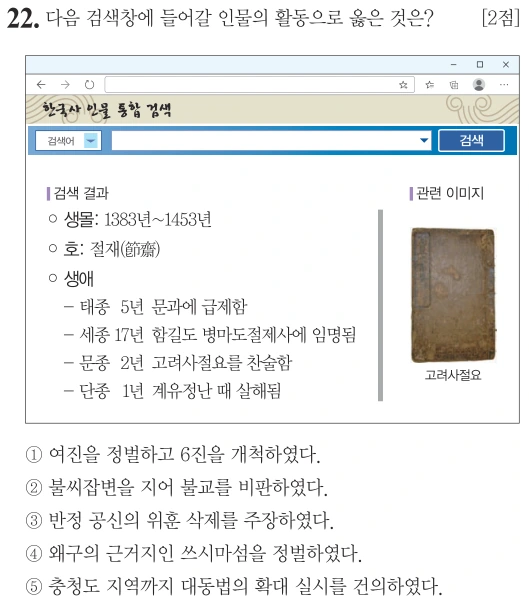 22. 다음 검색창에 들어갈 인물의 활동으로 옳은 것은? [2점]
한국사 인물 통합 검색
검색어 검색
검색 결과
관련 이미지
○ 생몰: 1383년~1453년
○ 호: 절재(節齋)
○ 생애
- 태종 5년 문과에 급제함
- 세종 17년 함길도 병마도절제사에 임명됨
- 문종 2년 고려사절요를 찬술함
- 단종 1년 계유정난 때 살해됨
고려사절요
① 여진을 정벌하고 6진을 개척하였다.
② 불씨잡변을 지어 불교를 비판하였다.
③ 반정 공신의 위훈 삭제를 주장하였다.
④ 왜구의 근거지인 쓰시마섬을 정벌하였다.
⑤ 충청도 지역까지 대동법의 확대 실시를 건의하였다.